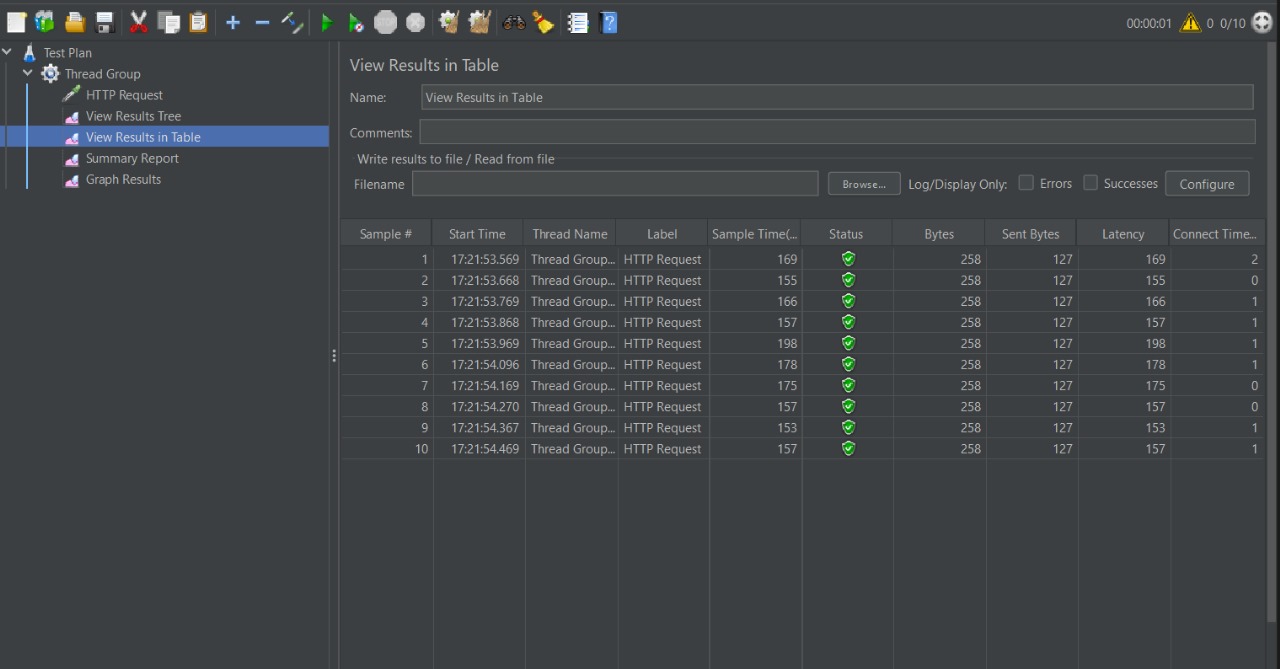 00:00:01 0 0/10
Test Plan
Thread Group
HTTP Request
View Results Tree
View Results in Table
Summary Report
Graph Results
View Results in Table
Name: View Results in Table
Comments:
Write results to file / Read from file
Filename Browse... Log/Display Only: Errors Successes Configure
Sample # Start Time Thread Name Label Sample Time(... Status Bytes Sent Bytes Latency Connect Time...
1 17:21:53.569 Thread Group... HTTP Request 169 258 127 169 2
2 17:21:53.668 Thread Group... HTTP Request 155 258 127 155 0
3 17:21:53.769 Thread Group... HTTP Request 166 258 127 166 1
4 17:21:53.868 Thread Group... HTTP Request 157 258 127 157 1
5 17:21:53.969 Thread Group... HTTP Request 198 258 127 198 1
6 17:21:54.096 Thread Group... HTTP Request 178 258 127 178 1
7 17:21:54.169 Thread Group... HTTP Request 175 258 127 175 0
8 17:21:54.270 Thread Group... HTTP Request 157 258 127 157 0
9 17:21:54.367 Thread Group... HTTP Request 153 258 127 153 1
10 17:21:54.469 Thread Group... HTTP Request 157 258 127 157 1